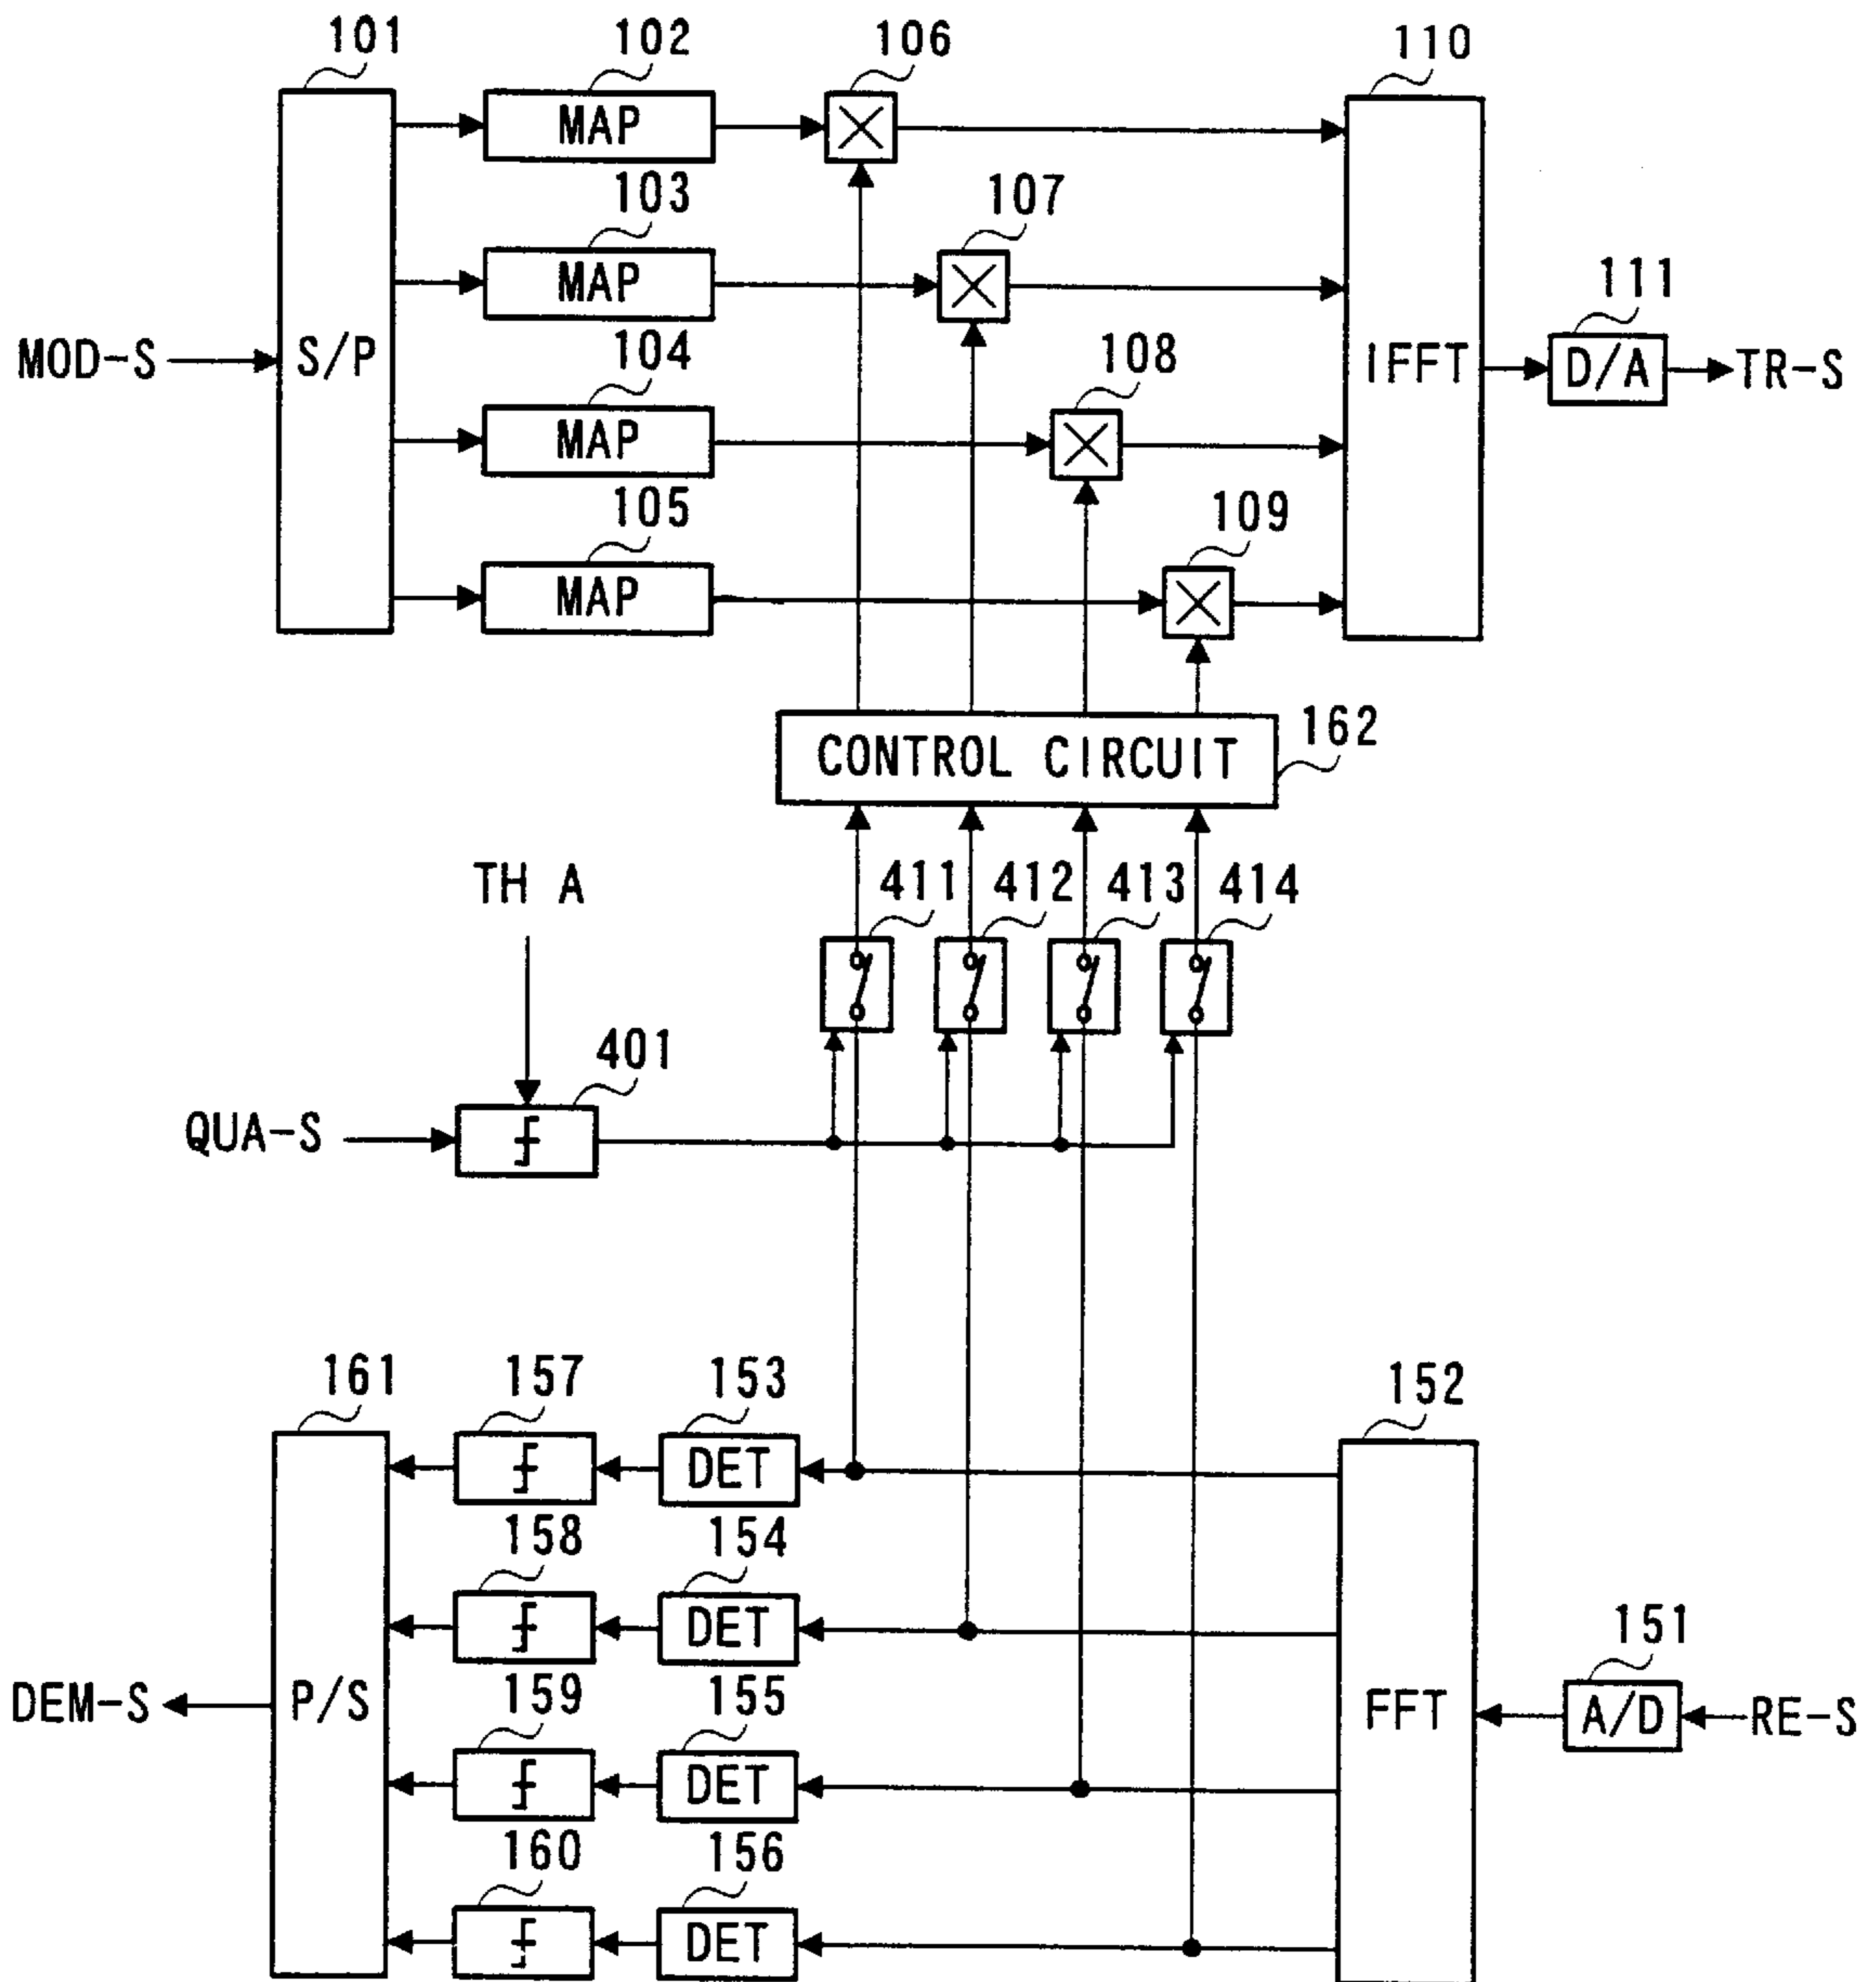 101
102
106
110
MAP
103
107
MAP
111
MOD-S
S/P
104
108
IFFT
D/A
TR-S
MAP
105
109
MAP
CONTROL CIRCUIT
162
TH A
411
412
413
414
401
QUA-S
161
157
153
152
DET
158
154
151
DET
DEM-S
P/S
159
155
FFT
A/D
RE-S
DET
160
156
DET